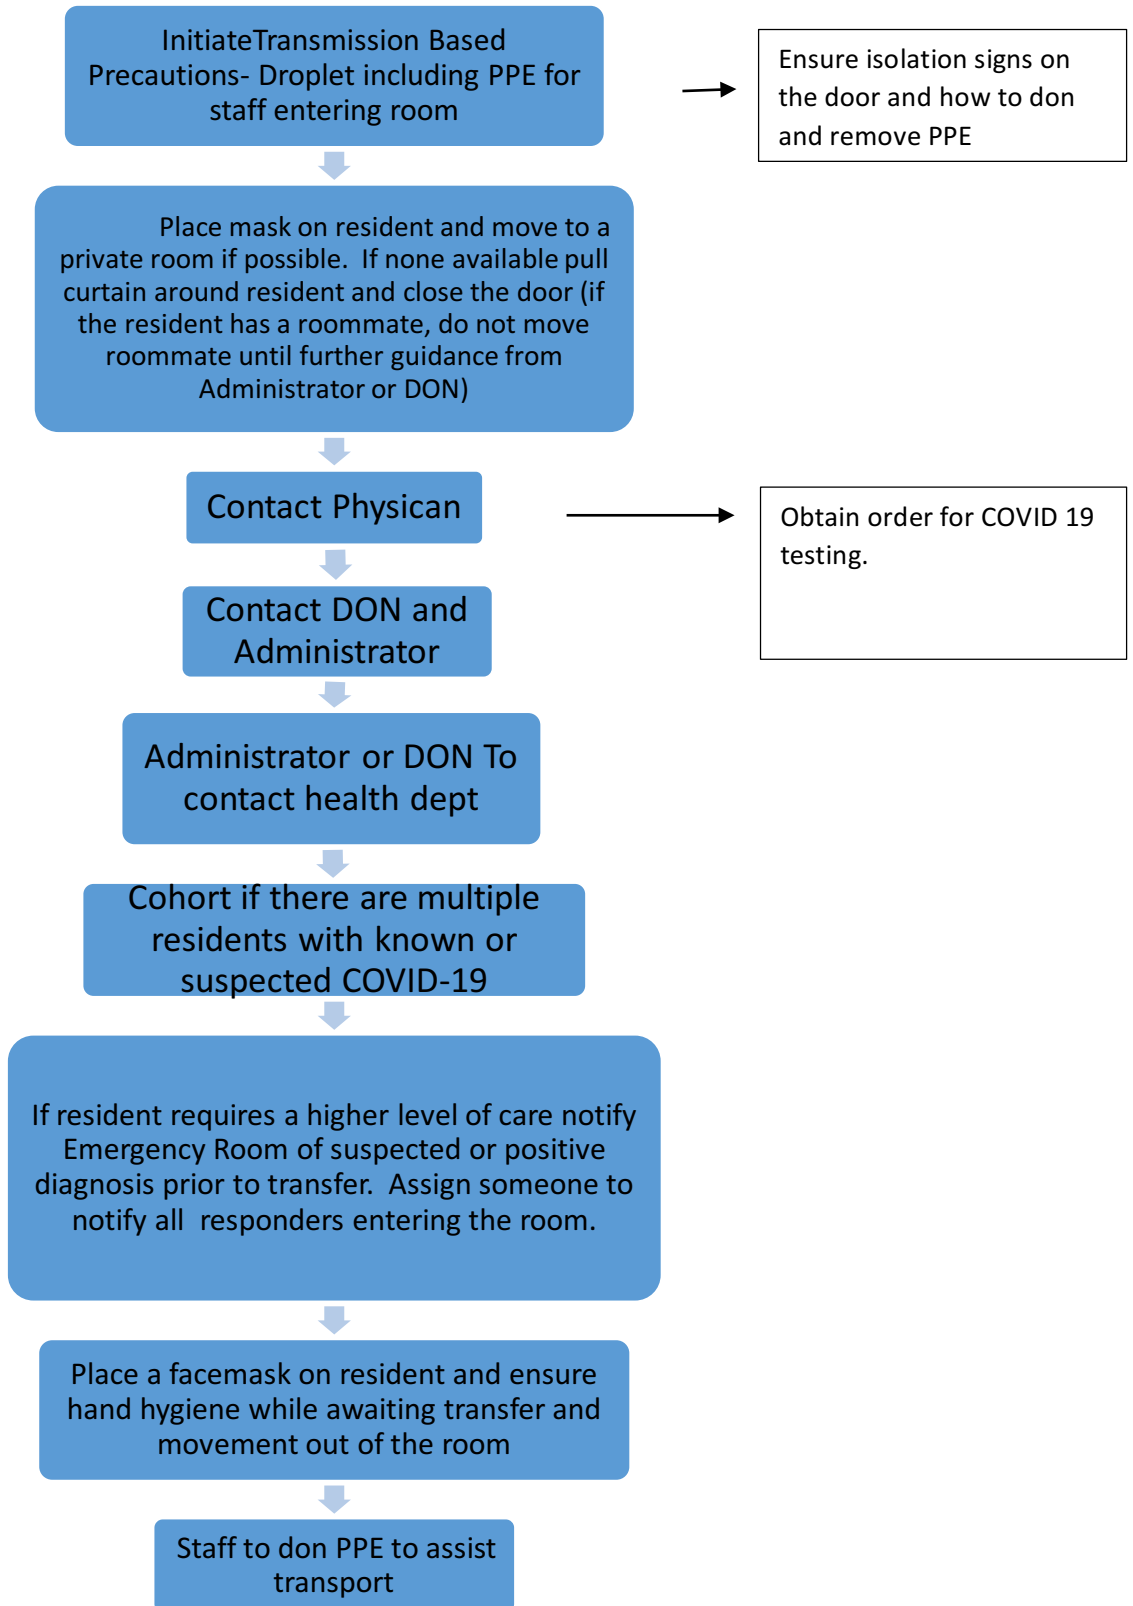 InitiateTransmission Based
Precautions- Droplet including PPE for
staff entering room
Ensure isolation signs on
the door and how to don
and remove PPE
Place mask on resident and move to a
private room if possible.  If none available pull
curtain around resident and close the door (if
the resident has a roommate, do not move
roommate until further guidance from
Administrator or DON)
Contact Physican
Obtain order for COVID 19
testing.
Contact DON and
Administrator
Administrator or DON To
contact health dept
Cohort if there are multiple
residents with known or
suspected COVID-19
If resident requires a higher level of care notify
Emergency Room of suspected or positive
diagnosis prior to transfer.  Assign someone to
notify all  responders entering the room.
Place a facemask on resident and ensure
hand hygiene while awaiting transfer and
movement out of the room
Staff to don PPE to assist
transport